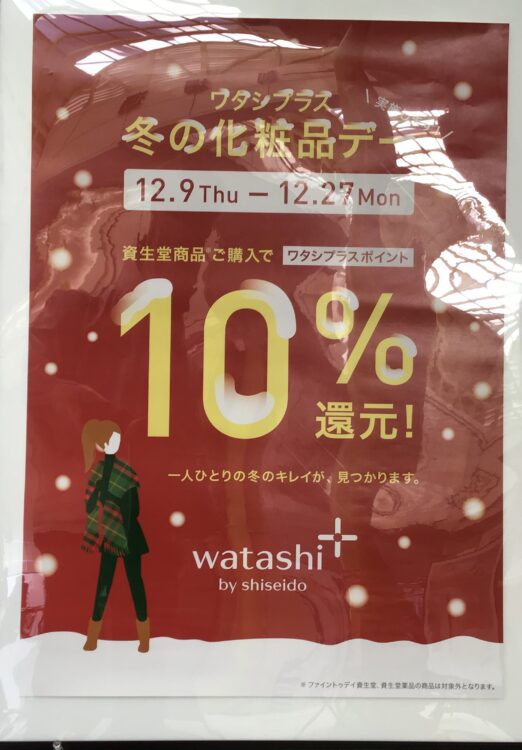 ワタシプラス
冬の化粧品デー
12.9 Thu ー 12.27 Mon
資生堂商品※ご購入で ワタシプラスポイント
10%
還元!
一人ひとりの冬のキレイが、見つかります。
watashi+
by shiseido
※ファイントゥデイ資生堂、資生堂薬品の商品は対象外となります。